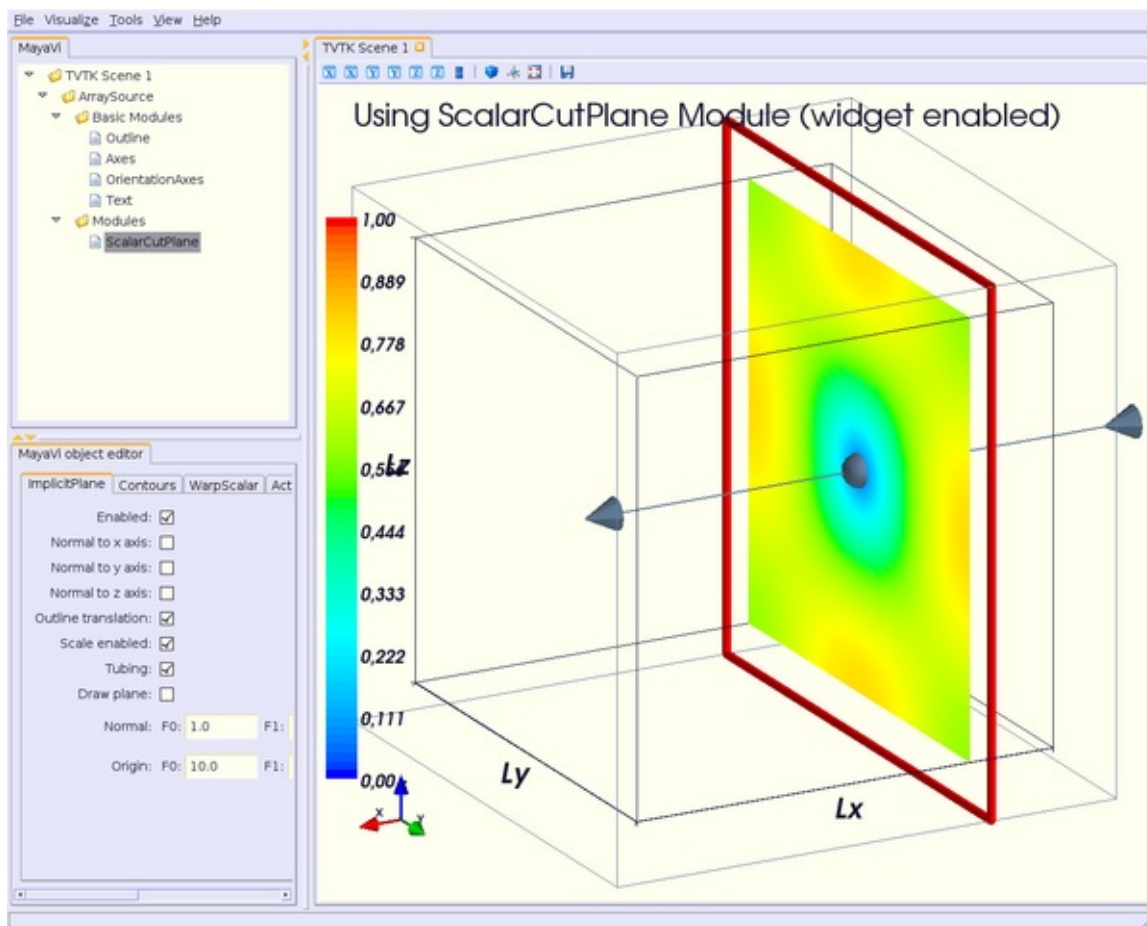 File Visualize Tools View Help
MayaVi
TVTK Scene 1
ArraySource
Basic Modules
Outline
Axes
OrientationAxes
Text
Modules
ScalarCutPlane
MayaVi object editor
ImplicitPlane Contours WarpScalar Act
Enabled:
Normal to x axis:
Normal to y axis:
Normal to z axis:
Outline translation:
Scale enabled:
Tubing:
Draw plane:
Normal: F0: 1.0 F1:
Origin: F0: 10.0 F1:
TVTK Scene 1
X X Y Y Z Z
Using ScalarCutPlane Module (widget enabled)
1,00
0,889
0,778
0,667
Lz
0,444
0,333
0,222
0,111
0,00
Ly
Lx
X
Y